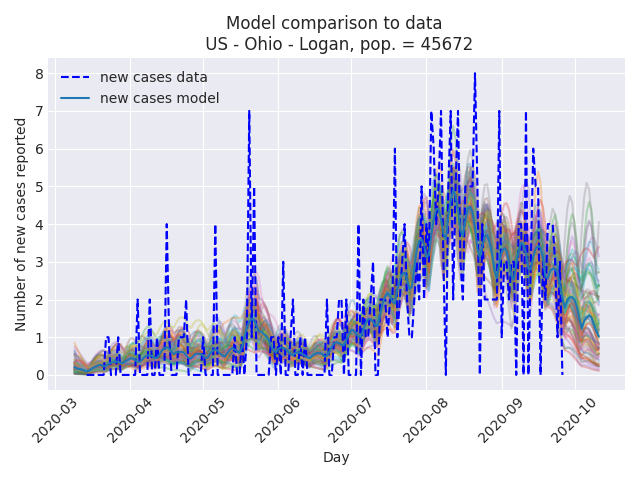 Model comparison to data
US - Ohio - Logan, pop. = 45672
new cases data
new cases model
Number of new cases reported
8
7
6
5
4
3
2
1
0
2020-03
2020-04
2020-05
2020-06
2020-07
2020-08
2020-09
2020-10
Day